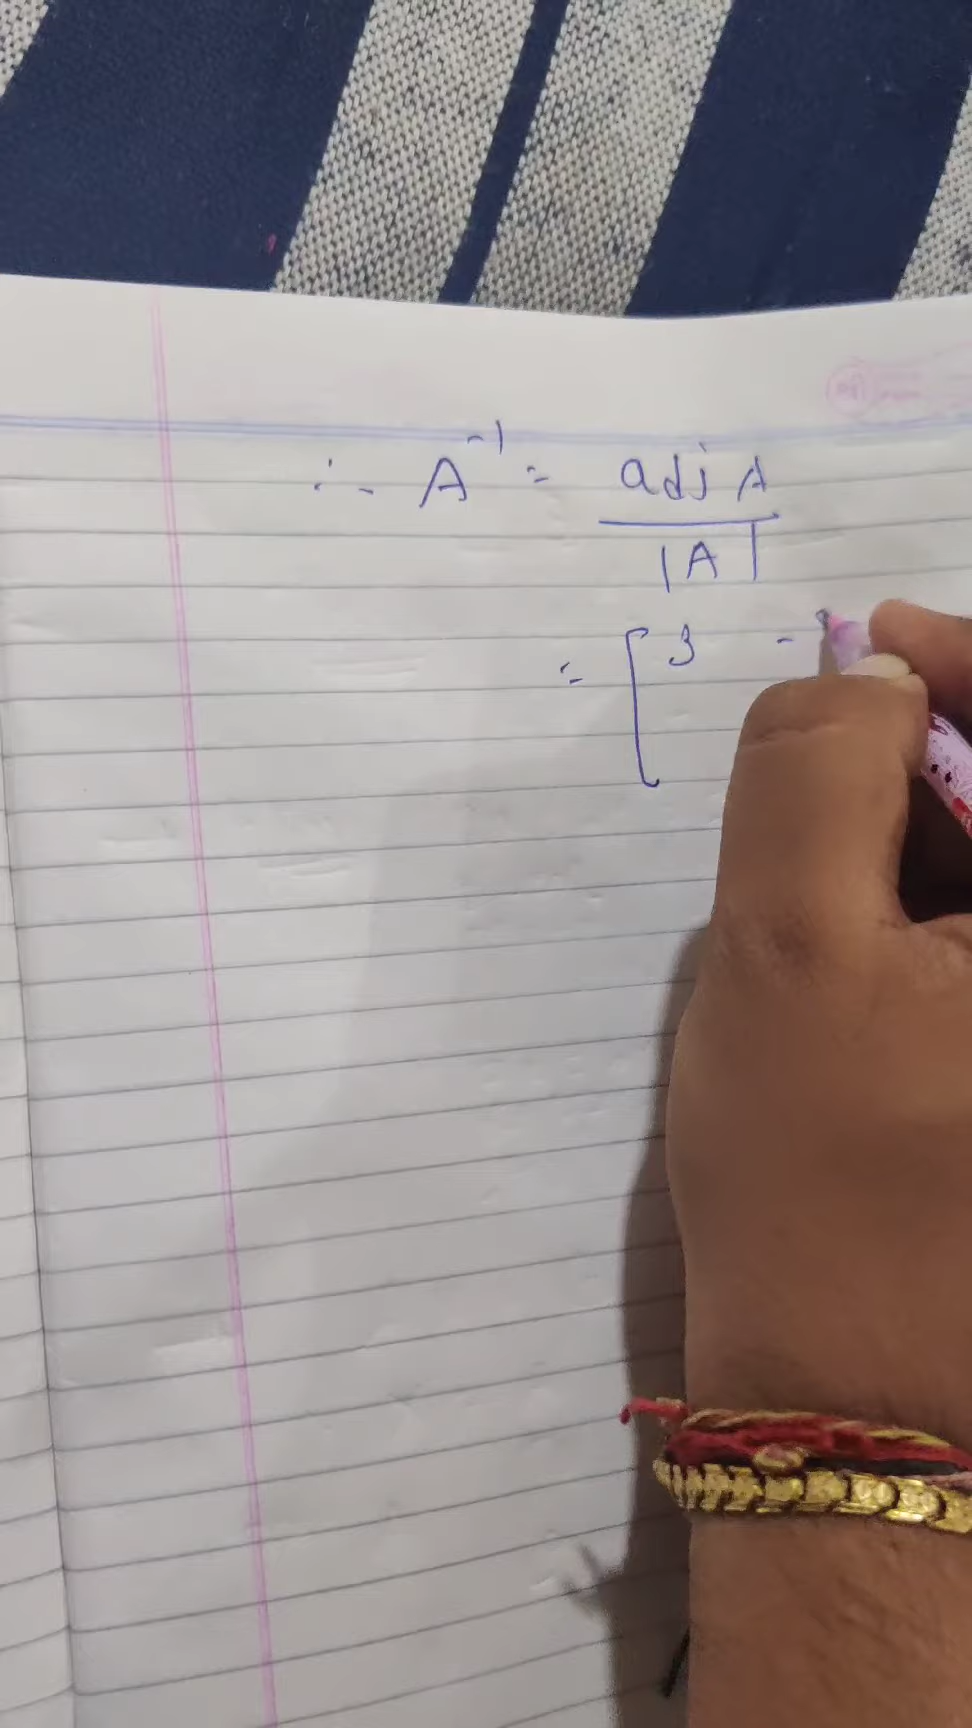 ∴ A⁻¹ = adj A
|A|
= [ 3 -